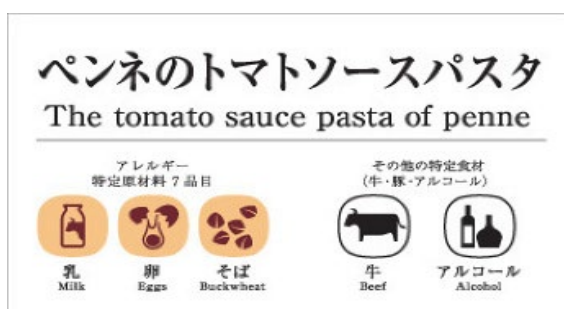 ペンネのトマトソースパスタ
The tomato sauce pasta of penne
アレルギー
特定原材料7品目
乳
Milk
卵
Eggs
そば
Buckwheat
その他の特定食材
(牛・豚・アルコール)
牛
Beef
アルコール
Alcohol